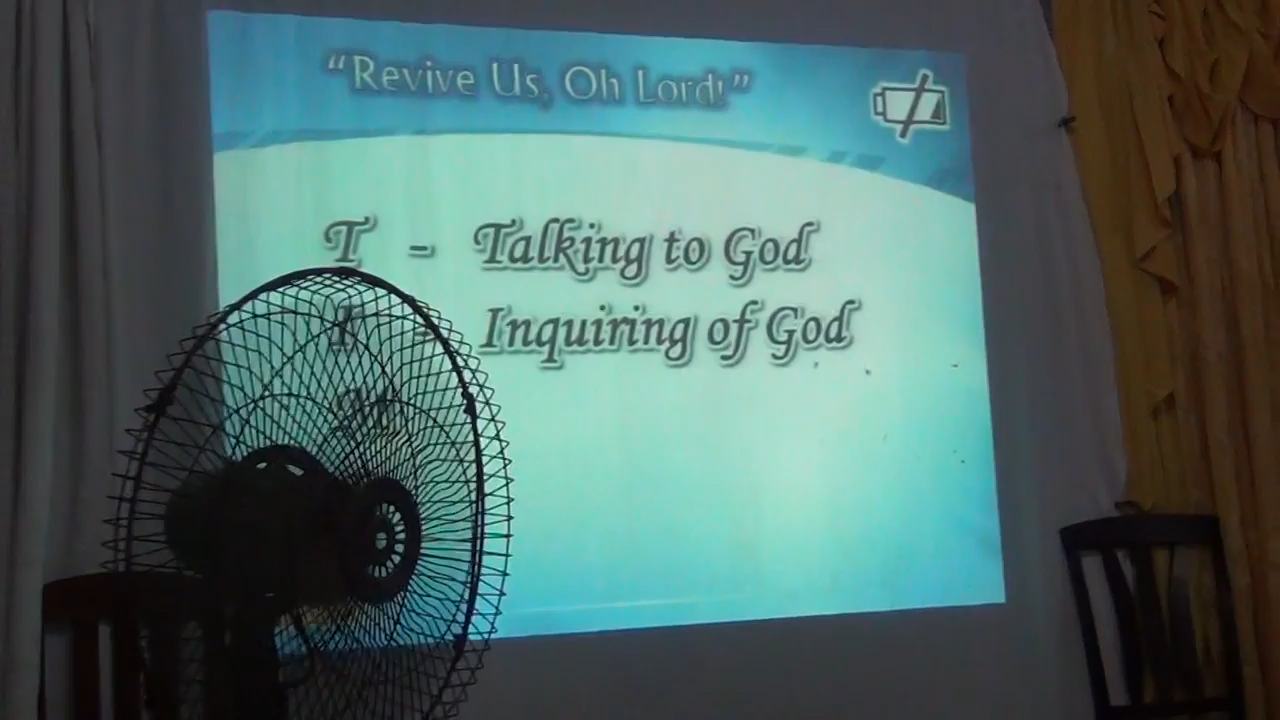 “Revive Us, Oh Lord!”
T - Talking to God
I - Inquiring of God